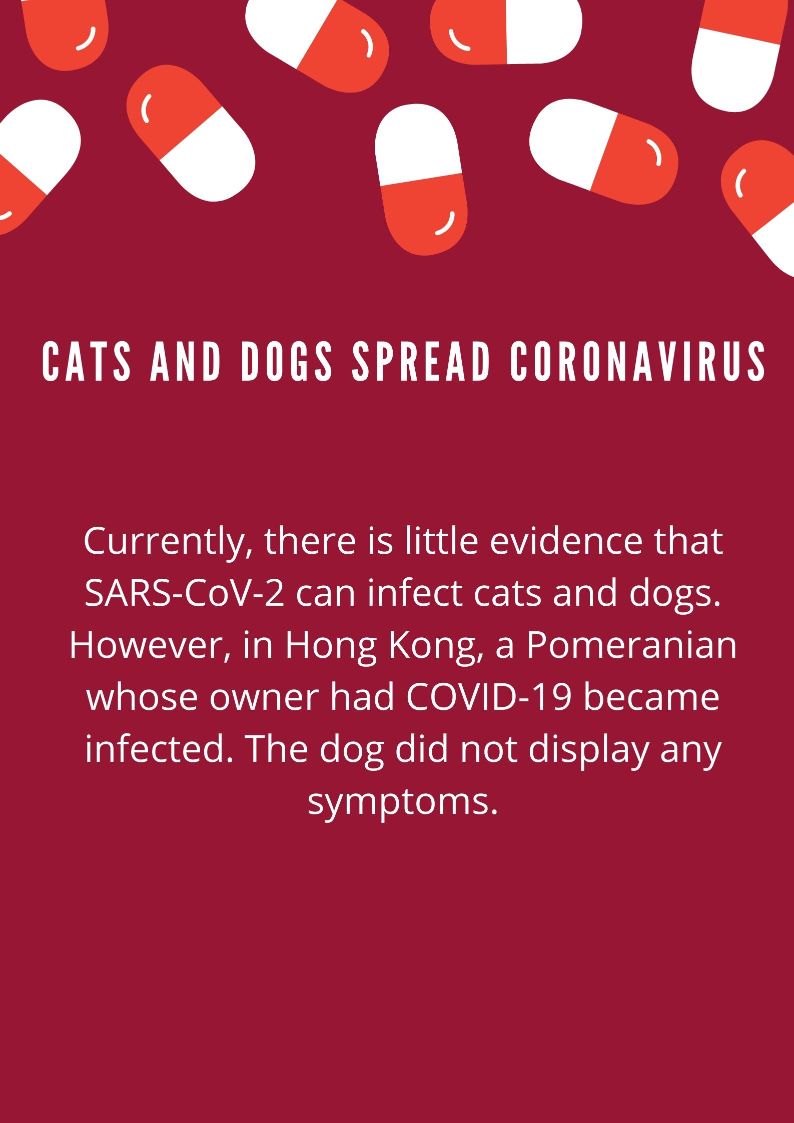 CATS AND DOGS SPREAD CORONAVIRUS
Currently, there is little evidence that
SARS-CoV-2 can infect cats and dogs.
However, in Hong Kong, a Pomeranian
whose owner had COVID-19 became
infected. The dog did not display any
symptoms.